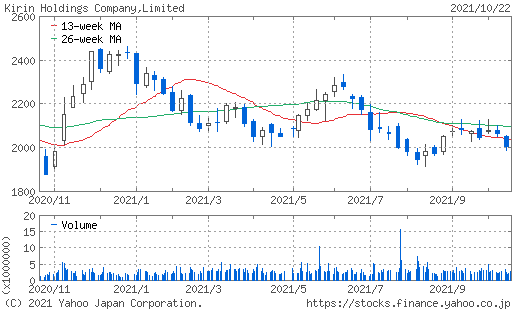 Kirin Holdings Company,Limited 2021/10/22
2600
13-week MA
26-week MA
2400
2200
2000
1800
2020/11 2021/1 2021/3 2021/5 2021/7 2021/9
20
Volume
15
10
5
0
(x1000000)
2020/11 2021/1 2021/3 2021/5 2021/7 2021/9
(C) 2021 Yahoo Japan Corporation. https://stocks.finance.yahoo.co.jp/